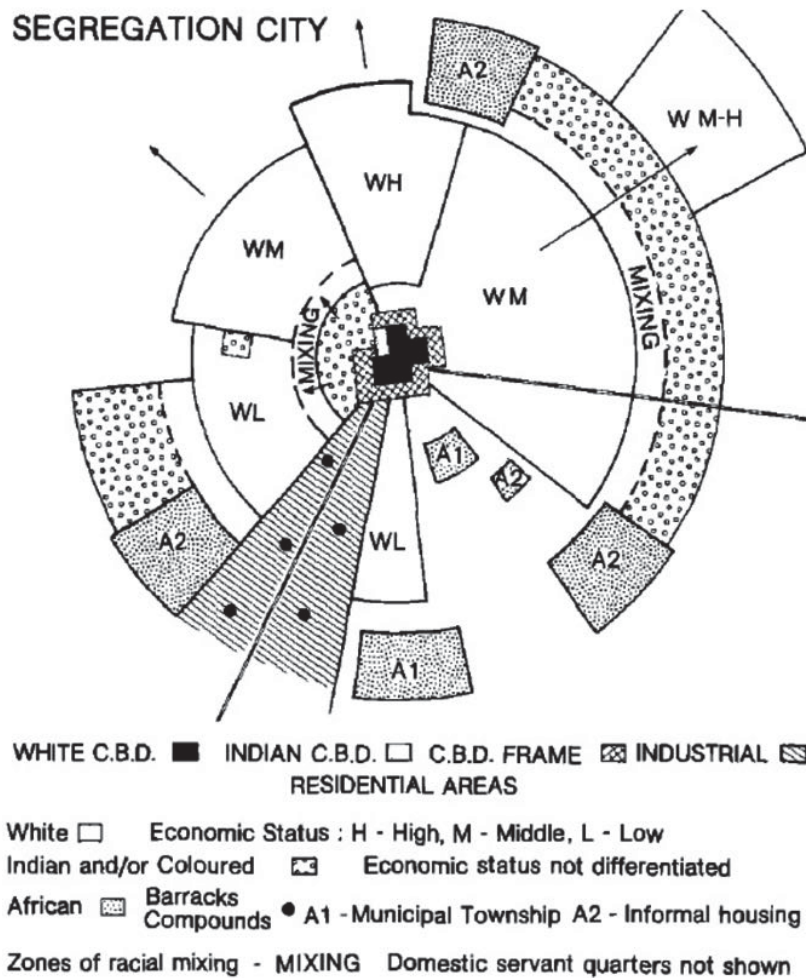 SEGREGATION CITY
A2
W M-H
WH
WM
WM
MIXING
MIXING
WL
A1
A2
WL
A2
A2
A1
WHITE C.B.D. INDIAN C.B.D. C.B.D. FRAME INDUSTRIAL
RESIDENTIAL AREAS
White Economic Status : H - High, M - Middle, L - Low
Indian and/or Coloured Economic status not differentiated
African Barracks Compounds A1 - Municipal Township A2 - Informal housing
Zones of racial mixing - MIXING Domestic servant quarters not shown